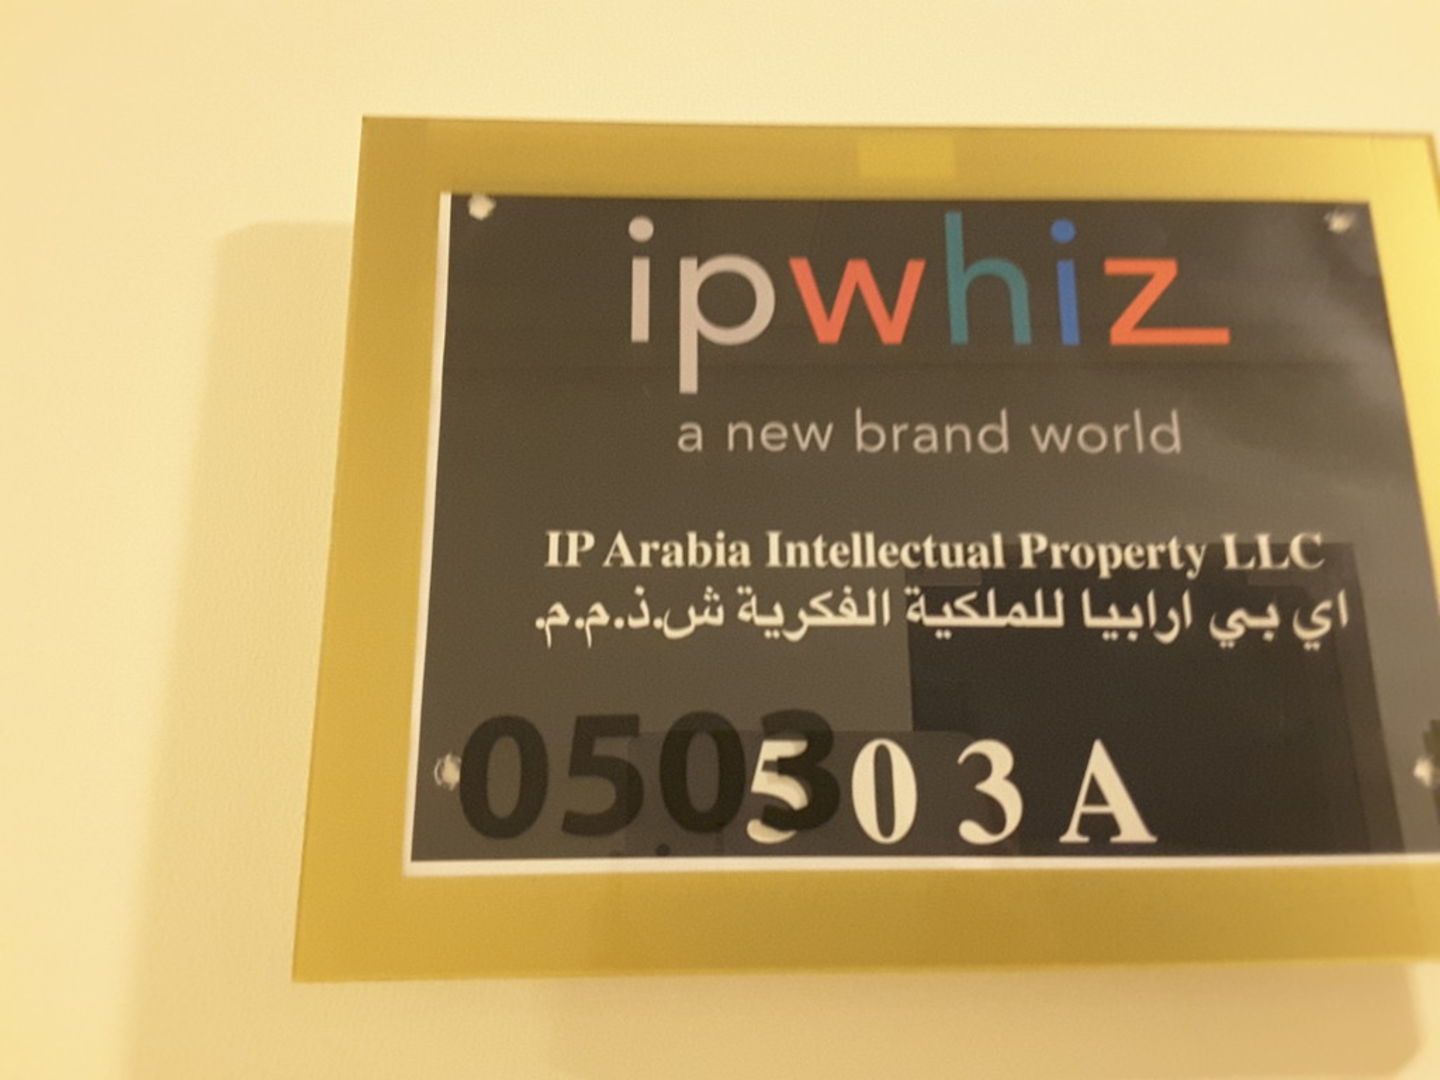 ipwhiz
a new brand world
IP Arabia Intellectual Property LLC
اي بي ارابيا للملكية الفكرية ش.ذ.م.م.
0503
503A